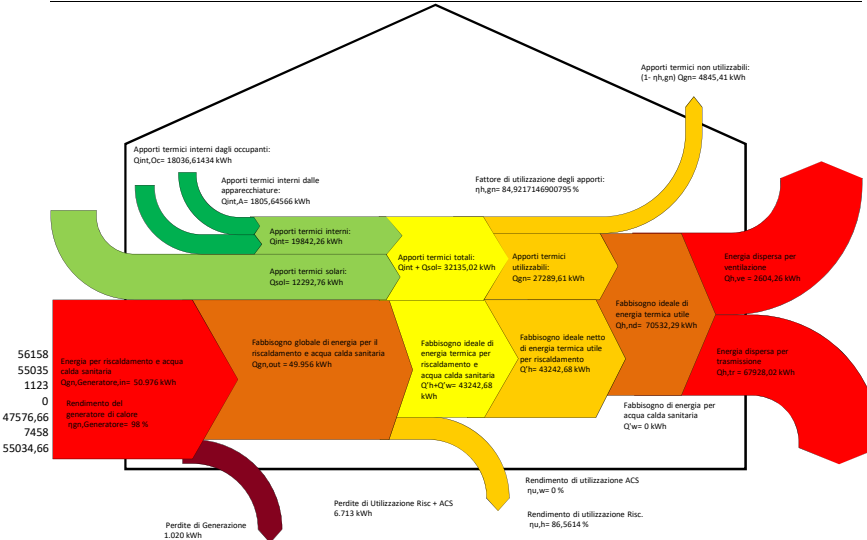 Apporti termici non utilizzabili:
(1- ηh,gn) Qgn= 4845,41 kWh
Apporti termici interni dagli occupanti:
Qint,Oc= 18036,61434 kWh
Apporti termici interni dalle
apparecchiature:
Qint,A= 1805,64566 kWh
Fattore di utilizzazione degli apporti:
ηh,gn= 84,9217146900795 %
Apporti termici interni:
Qint= 19842,26 kWh
Apporti termici solari:
Qsol= 12292,76 kWh
Apporti termici totali:
Qint + Qsol= 32135,02 kWh
Apporti termici
utilizzabili:
Qgn= 27289,61 kWh
Energia dispersa per
ventilazione
Qh,ve = 2604,26 kWh
Fabbisogno ideale di
energia termica utile
Qh,nd= 70532,29 kWh
Energia dispersa per
trasmissione
Qh,tr = 67928,02 kWh
56158
55035
1123
0
47576,66
7458
55034,66
Energia per riscaldamento e acqua
calda sanitaria
Qgn,Generatore,in= 50.976 kWh
Rendimento del
generatore di calore
ηgn,Generatore= 98 %
Fabbisogno globale di energia per il
riscaldamento e acqua calda sanitaria
Qgn,out = 49.956 kWh
Fabbisogno ideale di
energia termica per
riscaldamento e
acqua calda sanitaria
Q'h+Q'w= 43242,68
kWh
Fabbisogno ideale netto
di energia termica utile
per riscaldamento
Q'h= 43242,68 kWh
Fabbisogno di energia per
acqua calda sanitaria
Q'w= 0 kWh
Perdite di Generazione
1.020 kWh
Perdite di Utilizzazione Risc + ACS
6.713 kWh
Rendimento di utilizzazione ACS
ηu,w= 0 %
Rendimento di utilizzazione Risc.
ηu,h= 86,5614 %